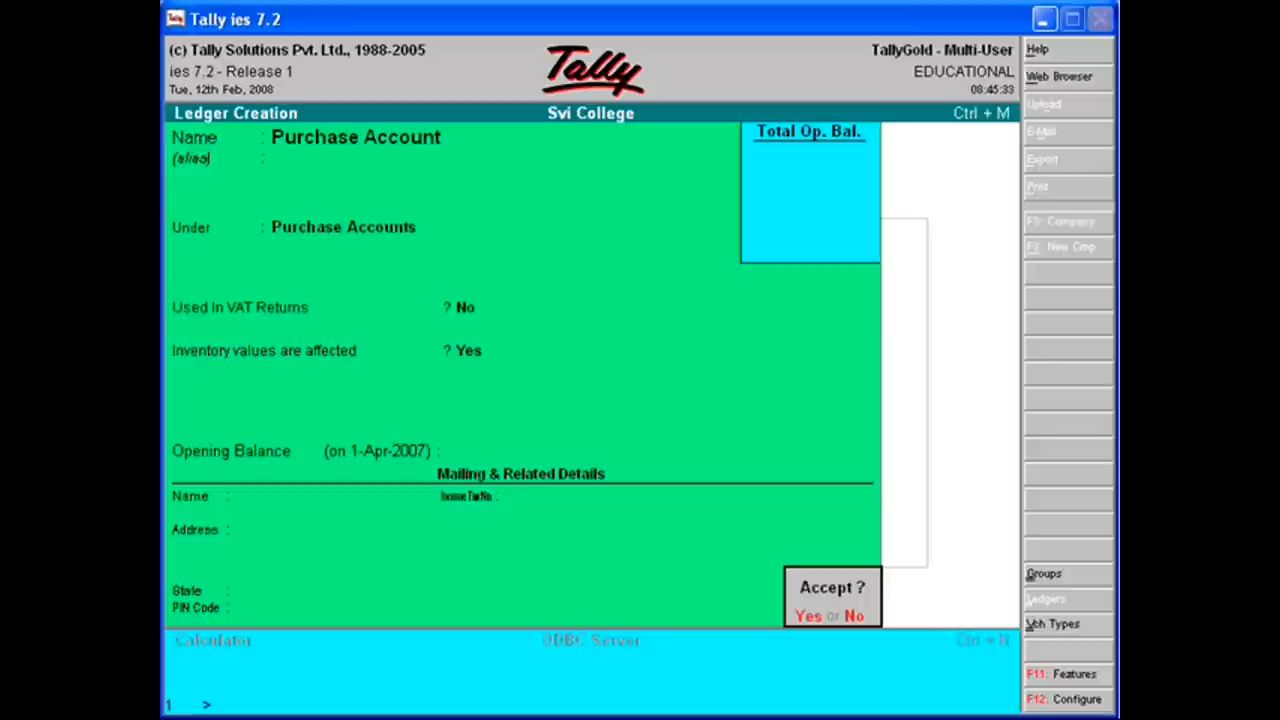 Tally ies 7.2
(c) Tally Solutions Pvt. Ltd., 1988-2005
ies 7.2 - Release 1
Tue, 12th Feb, 2008
Tally
TallyGold - Multi-User
EDUCATIONAL
08:45:33
Ledger Creation Svi College Ctrl + M
Name : Purchase Account
(alias) :
Under : Purchase Accounts
Total Op. Bal.
Used In VAT Returns ? No
Inventory values are affected ? Yes
Opening Balance (on 1-Apr-2007) :
Mailing & Related Details
Name : Income Tax No. :
Address :
State :
PIN Code :
Accept ?
Yes or No
Calculator ODBC Server Ctrl + N
1 >
Help
Web Browser
Upload
E-Mail
Export
Print
F3: Company
F3: New Cmp
Groups
Ledgers
Vch Types
F11: Features
F12: Configure